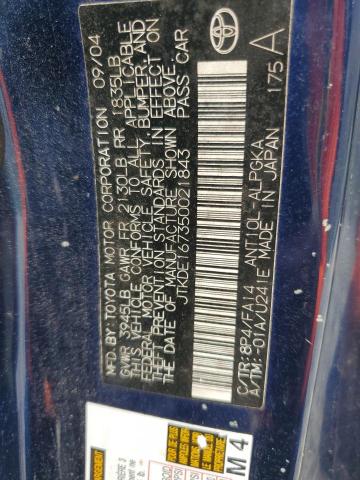 MFD. BY: TOYOTA MOTOR CORPORATION 09/04
GVWR 3945LB GAWR FR 2130LB RR 1835LB
THIS VEHICLE CONFORMS TO ALL APPLICABLE
FEDERAL MOTOR VEHICLE SAFETY, BUMPER, AND
THEFT PREVENTION STANDARDS IN EFFECT ON
THE DATE OF MANUFACTURE SHOWN ABOVE.
JTKDE167350021843 PASS CAR
TOYOTA
175 A
C/TR:8P4/FA14 ANT10L-ALPGKA
A/TM:-01A/U241E MADE IN JAPAN
M 4